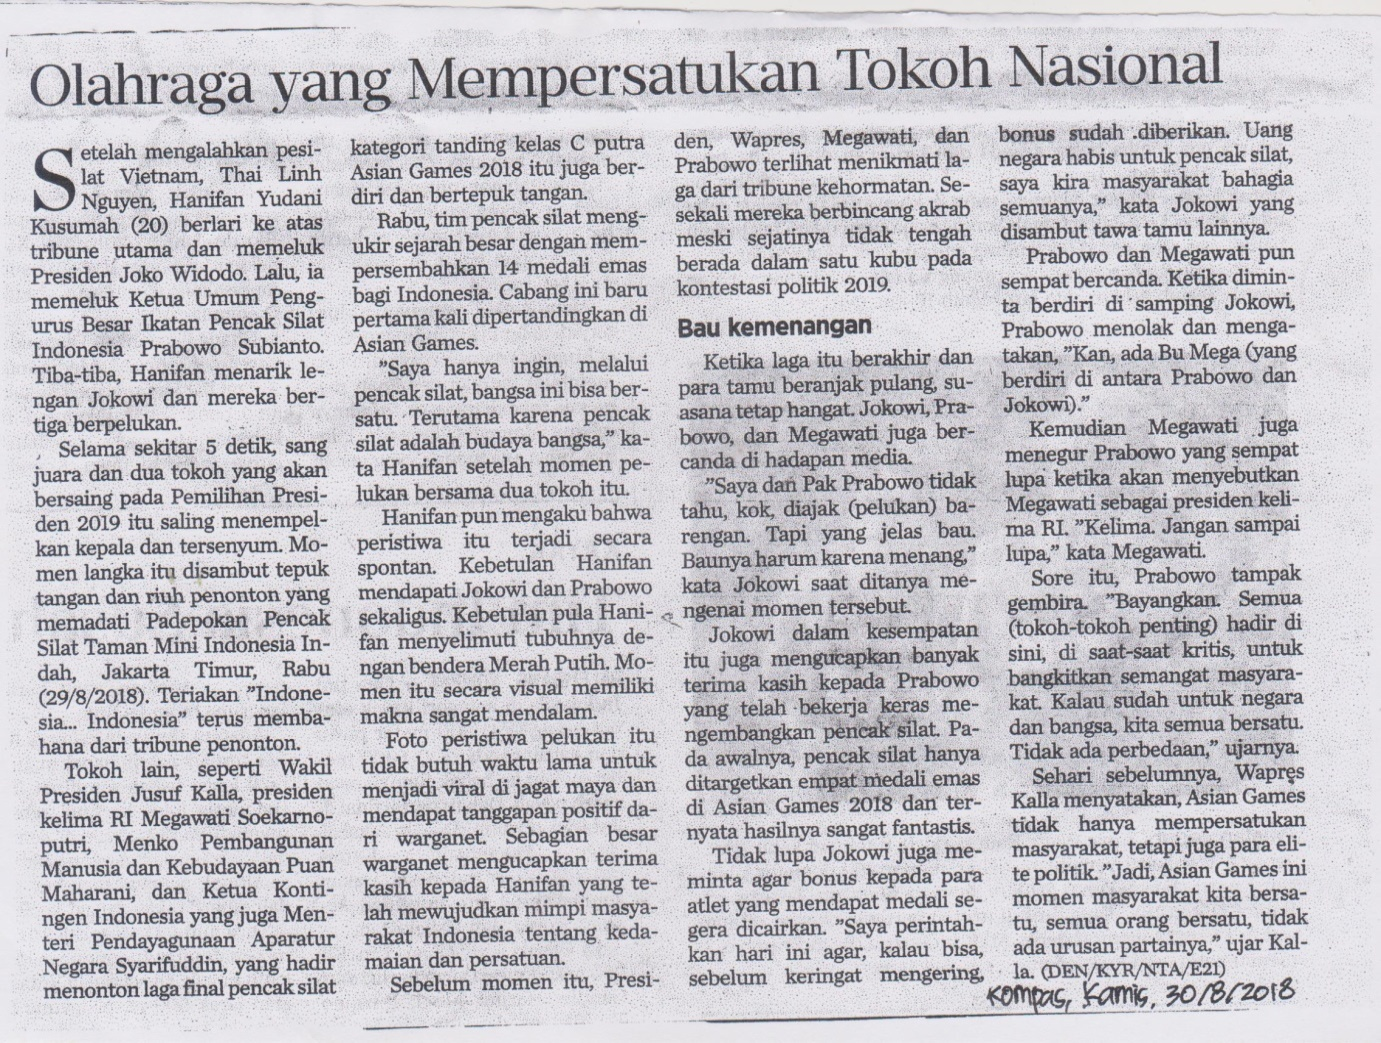 Olahraga yang Mempersatukan Tokoh Nasional
Setelah mengalahkan pesi-
lat Vietnam, Thai Linh
Nguyen, Hanifan Yudani
Kusumah (20) berlari ke atas
tribune utama dan memeluk
Presiden Joko Widodo. Lalu, ia
memeluk Ketua Umum Peng-
urus Besar Ikatan Pencak Silat
Indonesia Prabowo Subianto.
Tiba-tiba, Hanifan menarik le-
ngan Jokowi dan mereka ber-
tiga berpelukan.
Selama sekitar 5 detik, sang
juara dan dua tokoh yang akan
bersaing pada Pemilihan Presi-
den 2019 itu saling menempel-
kan kepala dan tersenyum. Mo-
men langka itu disambut tepuk
tangan dan riuh penonton yang
memadati Padepokan Pencak
Silat Taman Mini Indonesia In-
dah, Jakarta Timur, Rabu
(29/8/2018). Teriakan ”Indone-
sia... Indonesia” terus memba-
hana dari tribune penonton.
Tokoh lain, seperti Wakil
Presiden Jusuf Kalla, presiden
kelima RI Megawati Soekarno-
putri, Menko Pembangunan
Manusia dan Kebudayaan Puan
Maharani, dan Ketua Konti-
ngen Indonesia yang juga Men-
teri Pendayagunaan Aparatur
Negara Syarifuddin, yang hadir
menonton laga final pencak silat
kategori tanding kelas C putra
Asian Games 2018 itu juga ber-
diri dan bertepuk tangan.
Rabu, tim pencak silat meng-
ukir sejarah besar dengan mem-
persembahkan 14 medali emas
bagi Indonesia. Cabang ini baru
pertama kali dipertandingkan di
Asian Games.
”Saya hanya ingin, melalui
pencak silat, bangsa ini bisa ber-
satu. Terutama karena pencak
silat adalah budaya bangsa,” ka-
ta Hanifan setelah momen pe-
lukan bersama dua tokoh itu.
Hanifan pun mengaku bahwa
peristiwa itu terjadi secara
spontan. Kebetulan Hanifan
mendapati Jokowi dan Prabowo
sekaligus. Kebetulan pula Hani-
fan menyelimuti tubuhnya de-
ngan bendera Merah Putih. Mo-
men itu secara visual memiliki
makna sangat mendalam.
Foto peristiwa pelukan itu
tidak butuh waktu lama untuk
menjadi viral di jagat maya dan
mendapat tanggapan positif da-
ri warganet. Sebagian besar
warganet mengucapkan terima
kasih kepada Hanifan yang te-
lah mewujudkan mimpi masya-
rakat Indonesia tentang keda-
maian dan persatuan.
Sebelum momen itu, Presi-
den, Wapres, Megawati, dan
Prabowo terlihat menikmati la-
ga dari tribune kehormatan. Se-
sekali mereka berbincang akrab
meski sejatinya tidak tengah
berada dalam satu kubu pada
kontestasi politik 2019.
Bau kemenangan
Ketika laga itu berakhir dan
para tamu beranjak pulang, su-
asana tetap hangat. Jokowi, Pra-
bowo, dan Megawati juga ber-
canda di hadapan media.
”Saya dan Pak Prabowo tidak
tahu, kok, diajak (pelukan) ba-
rengan. Tapi yang jelas bau.
Baunya harum karena menang,”
kata Jokowi saat ditanya me-
ngenai momen tersebut.
Jokowi dalam kesempatan
itu juga mengucapkan banyak
terima kasih kepada Prabowo
yang telah bekerja keras me-
ngembangkan pencak silat. Pa-
da awalnya, pencak silat hanya
ditargetkan empat medali emas
di Asian Games 2018 dan ter-
nyata hasilnya sangat fantastis.
Tidak lupa Jokowi juga me-
minta agar bonus kepada para
atlet yang mendapat medali se-
gera dicairkan. ”Saya perintah-
kan hari ini agar, kalau bisa,
sebelum keringat mengering,
bonus sudah diberikan. Uang
negara habis untuk pencak silat,
saya kira masyarakat bahagia
semuanya,” kata Jokowi yang
disambut tawa tamu lainnya.
Prabowo dan Megawati pun
sempat bercanda. Ketika dimin-
ta berdiri di samping Jokowi,
Prabowo menolak dan menga-
takan, ”Kan, ada Bu Mega (yang
berdiri di antara Prabowo dan
Jokowi).”
Kemudian Megawati juga
menegur Prabowo yang sempat
lupa ketika akan menyebutkan
Megawati sebagai presiden keli-
ma RI. ”Kelima. Jangan sampai
lupa,” kata Megawati.
Sore itu, Prabowo tampak
gembira. ”Bayangkan. Semua
(tokoh-tokoh penting) hadir di
sini, di saat-saat kritis, untuk
bangkitkan semangat masyara-
kat. Kalau sudah untuk negara
dan bangsa, kita semua bersatu.
Tidak ada perbedaan,” ujarnya.
Sehari sebelumnya, Wapres
Kalla menyatakan, Asian Games
tidak hanya mempersatukan
masyarakat, tetapi juga para eli-
te politik. ”Jadi, Asian Games ini
momen masyarakat kita bersa-
tu, semua orang bersatu, tidak
ada urusan partainya,” ujar Kal-
la. (DEN/KYR/NTA/E21)
Kompas, Kamis, 30/8/2018